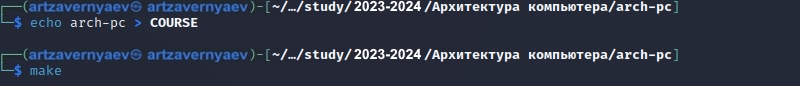 ┌──(artzavernyaev㉿ artzavernyaev)-[~/…/study/2023-2024/Архитектура компьютера/arch-pc]
└─$ echo arch-pc > COURSE
┌──(artzavernyaev㉿ artzavernyaev)-[~/…/study/2023-2024/Архитектура компьютера/arch-pc]
└─$ make